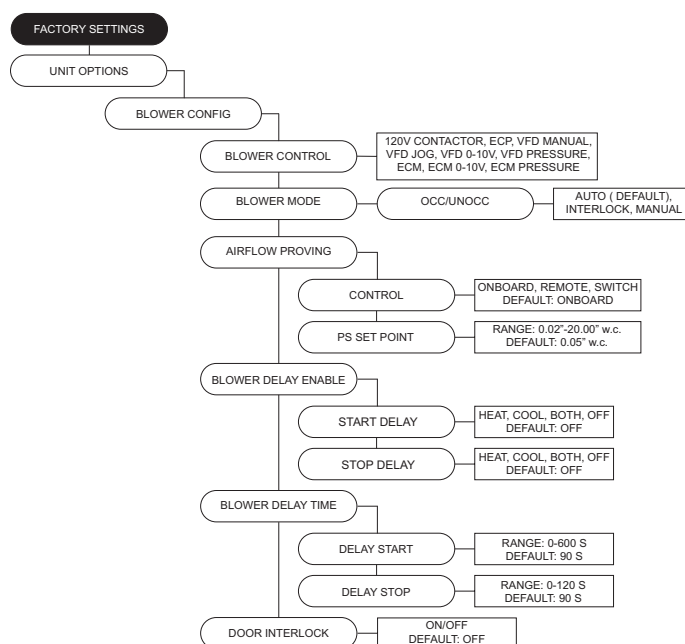 FACTORY SETTINGS
UNIT OPTIONS
BLOWER CONFIG
BLOWER CONTROL
120V CONTACTOR, ECP, VFD MANUAL,
VFD JOG, VFD 0-10V, VFD PRESSURE,
ECM, ECM 0-10V, ECM PRESSURE
BLOWER MODE
OCC/UNOCC
AUTO ( DEFAULT),
INTERLOCK, MANUAL
AIRFLOW PROVING
CONTROL
ONBOARD, REMOTE, SWITCH
DEFAULT: ONBOARD
PS SET POINT
RANGE: 0.02”-20.00” w.c.
DEFAULT: 0.05” w.c.
BLOWER DELAY ENABLE
START DELAY
HEAT, COOL, BOTH, OFF
DEFAULT: OFF
STOP DELAY
HEAT, COOL, BOTH, OFF
DEFAULT: OFF
BLOWER DELAY TIME
DELAY START
RANGE: 0-600 S
DEFAULT: 90 S
DELAY STOP
RANGE: 0-120 S
DEFAULT: 90 S
DOOR INTERLOCK
ON/OFF
DEFAULT: OFF